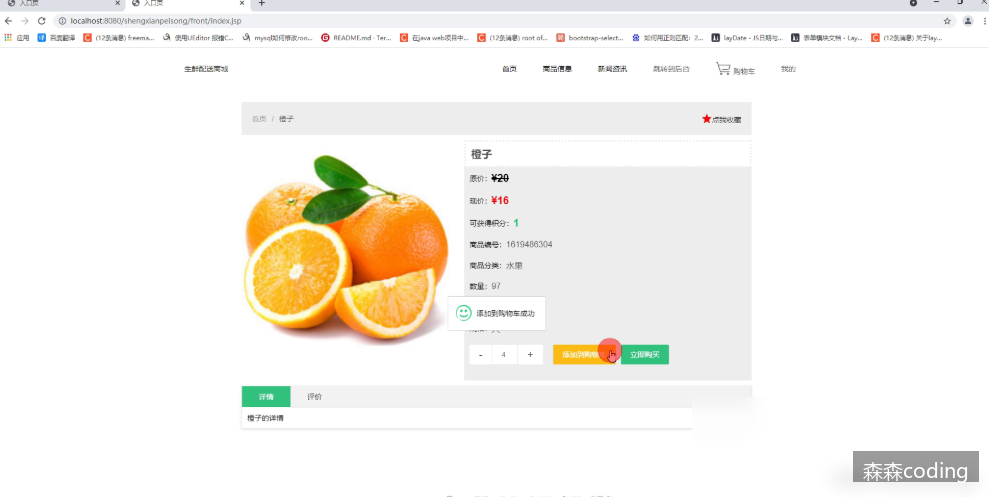 入口页 入口页
localhost:8080/shengxianpeisong/front/index.jsp
应用 百度翻译 (12条消息) freema... 使用UEditor 报错C... mysql如何修改roo... README.md · Ter... 在java web项目中... (12条消息) root of... bootstrap-select... 如何用正则匹配：2... layDate - JS日期与... 表单模块文档 - Lay... (12条消息) 关于lay...
生鲜配送商城 首页 商品信息 新闻资讯 跳转到后台 购物车 我的
首页 / 橙子 点我收藏
橙子
原价: ¥20
现价: ¥16
可获得积分: 1
商品编号: 1619486304
商品分类: 水果
数量: 97
添加到购物车成功
- 4 + 添加到购物车 立即购买
详情 评价
橙子的详情
森森coding